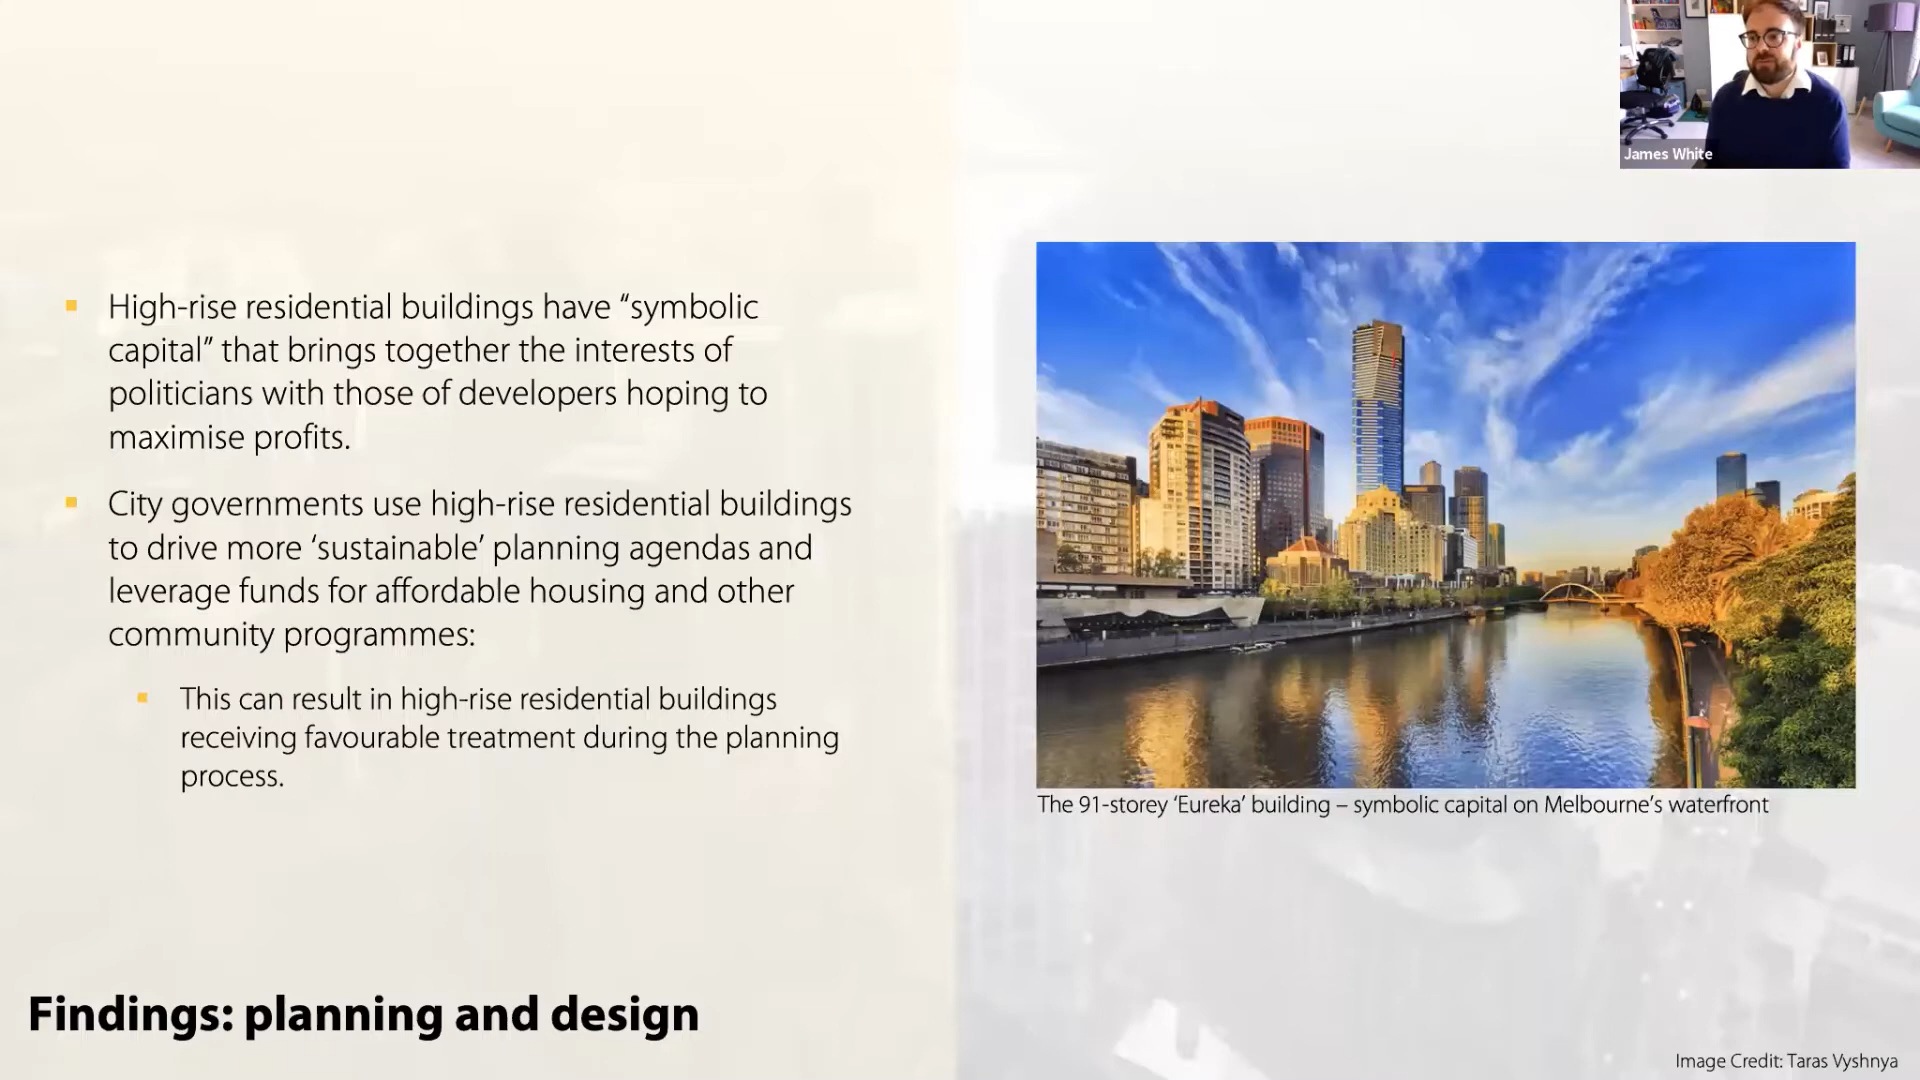 James White
High-rise residential buildings have “symbolic
capital” that brings together the interests of
politicians with those of developers hoping to
maximise profits.
City governments use high-rise residential buildings
to drive more ‘sustainable’ planning agendas and
leverage funds for affordable housing and other
community programmes:
This can result in high-rise residential buildings
receiving favourable treatment during the planning
process.
The 91-storey ‘Eureka’ building – symbolic capital on Melbourne’s waterfront
Findings: planning and design
Image Credit: Taras Vyshnya